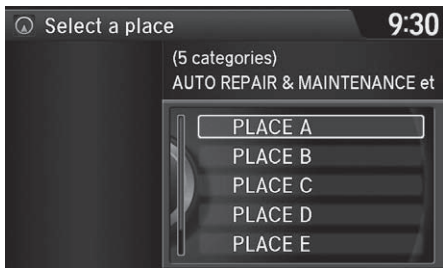 Select a place
9:30
(5 categories)
AUTO REPAIR & MAINTENANCE et
PLACE A
PLACE B
PLACE C
PLACE D
PLACE E